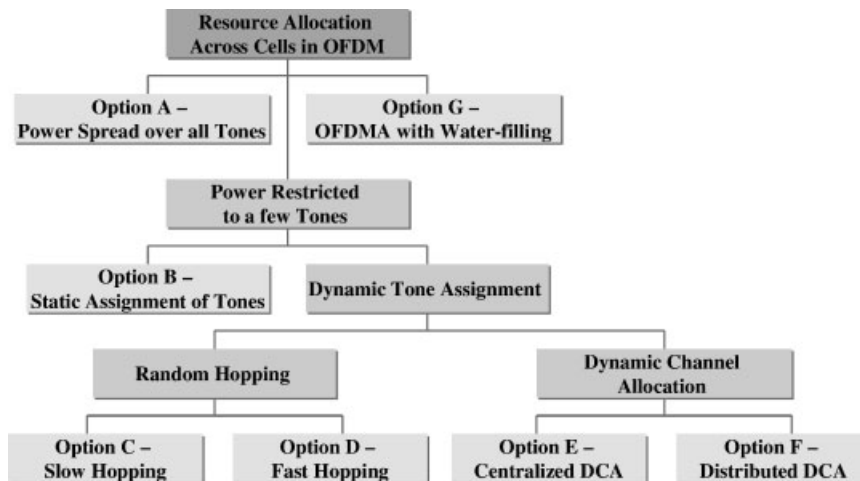 Resource Allocation
Across Cells in OFDM
Option A –
Power Spread over all Tones
Option G –
OFDMA with Water-filling
Power Restricted
to a few Tones
Option B –
Static Assignment of Tones
Dynamic Tone Assignment
Random Hopping
Dynamic Channel
Allocation
Option C –
Slow Hopping
Option D –
Fast Hopping
Option E –
Centralized DCA
Option F –
Distributed DCA